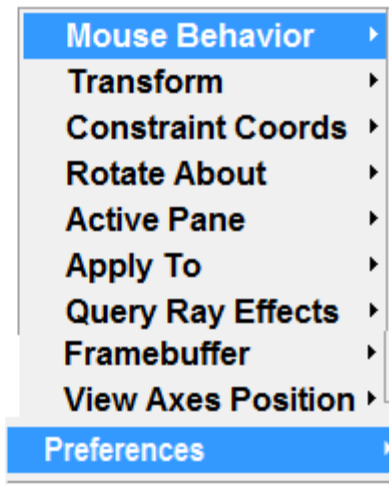 Mouse Behavior
Transform
Constraint Coords
Rotate About
Active Pane
Apply To
Query Ray Effects
Framebuffer
View Axes Position
Preferences